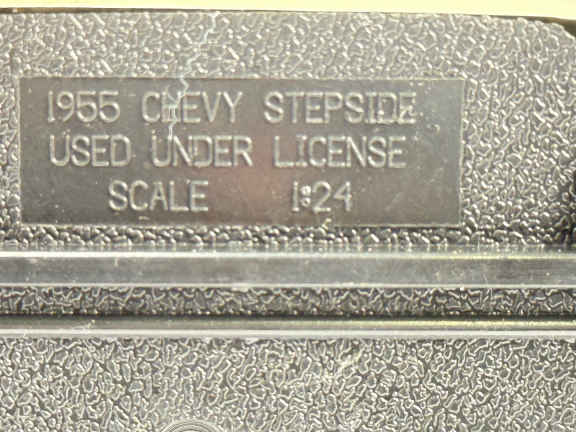 1955 CHEVY STEPSIDE
USED UNDER LICENSE
SCALE 1:24